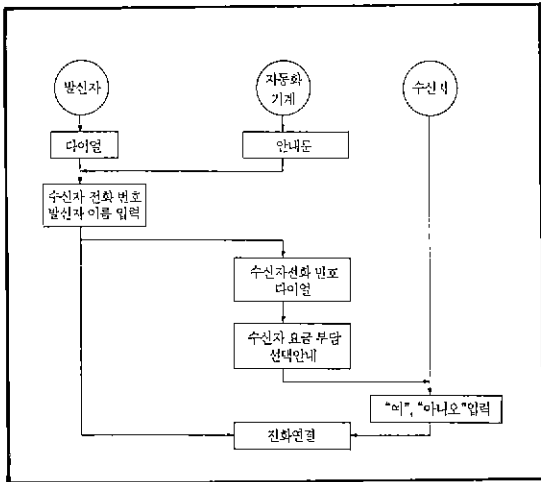 발신자
자동화
기계
수신자
다이얼
안내문
수신자 전화 번호
발신자 이름 입력
수신자전화 번호
다이얼
수신자 요금 부담
선택안내
"예", "아니오"입력
전화연결